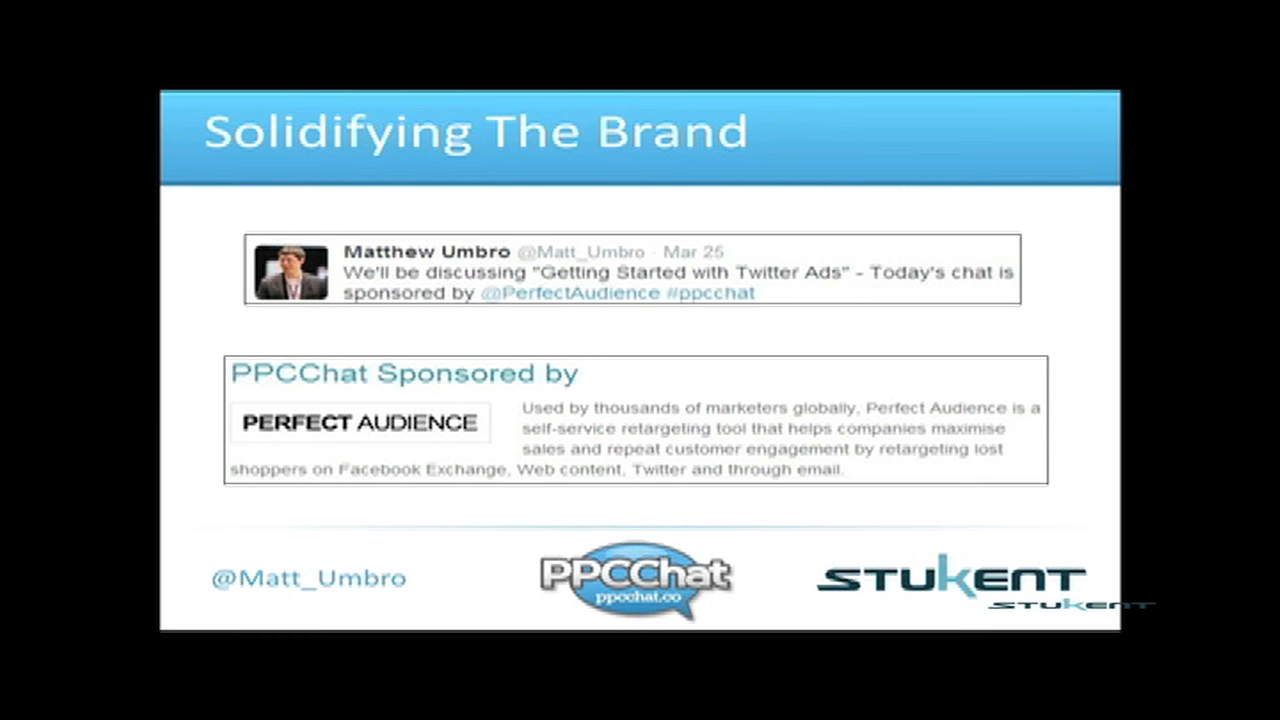 Solidifying The Brand
Matthew Umbro @Matt_Umbro · Mar 25
We'll be discussing "Getting Started with Twitter Ads" - Today's chat is
sponsored by @PerfectAudience #ppcchat
PPCChat Sponsored by
PERFECT AUDIENCE
Used by thousands of marketers globally, Perfect Audience is a
self-service retargeting tool that helps companies maximise
sales and repeat customer engagement by retargeting lost
shoppers on Facebook Exchange, Web content, Twitter and through email.
@Matt_Umbro
PPCChat
ppcchat.co
STUKENT
STUKENT